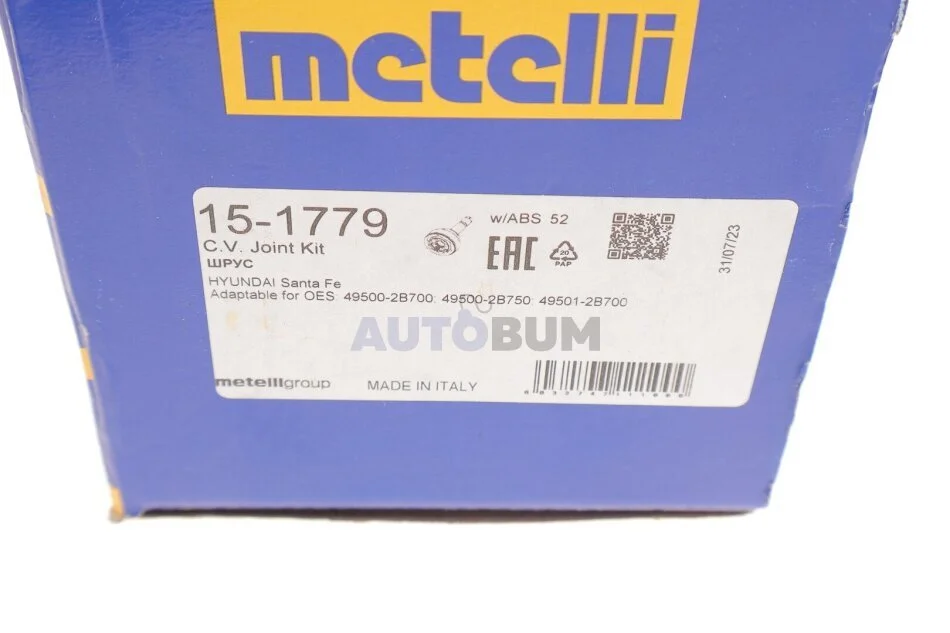 metelli
15-1779
w/ABS 52
C.V. Joint Kit
ШРУС
EAC
20
PAP
31/07/23
HYUNDAI Santa Fe
Adaptable for OES: 49500-2B700; 49500-2B750; 49501-2B700
AUTOBUM
metelligroup
MADE IN ITALY